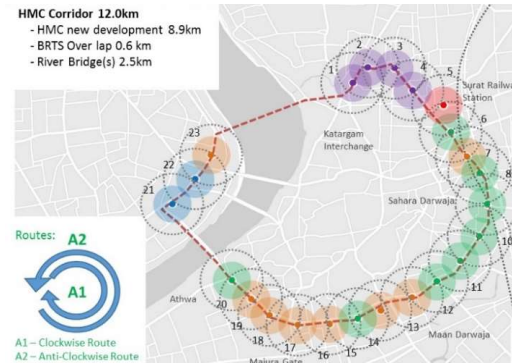 HMC Corridor 12.0km
- HMC new development 8.9km
- BRTS Over lap 0.6 km
- River Bridge(s) 2.5km
2
3
1
4
5
Surat Railway
Station
6
Katargam
Interchange
7
8
23
22
21
Sahara Darwaja
10
Routes:
A2
A1
11
Athwa
20
19
18
17
16
15
14
13
12
Maan Darwaja
Majura Gate
A1 – Clockwise Route
A2 – Anti-Clockwise Route